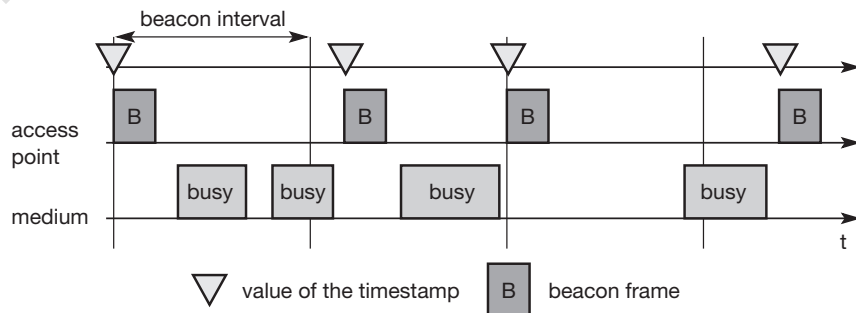 beacon interval
B B B B
access
point
busy busy busy busy
medium
t
value of the timestamp B beacon frame